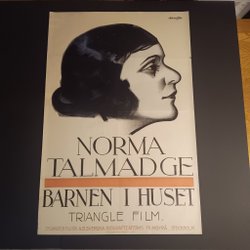 NORMA
TALMADGE
BARNEN I HUSET
TRIANGLE FILM.